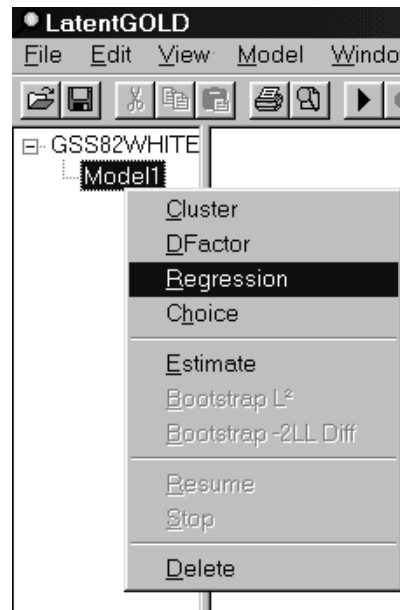 LatentGOLD
File Edit View Model Windo
GSS82WHITE
Model1
Cluster
DFactor
Regression
Choice
Estimate
Bootstrap L²
Bootstrap -2LL Diff
Resume
Stop
Delete